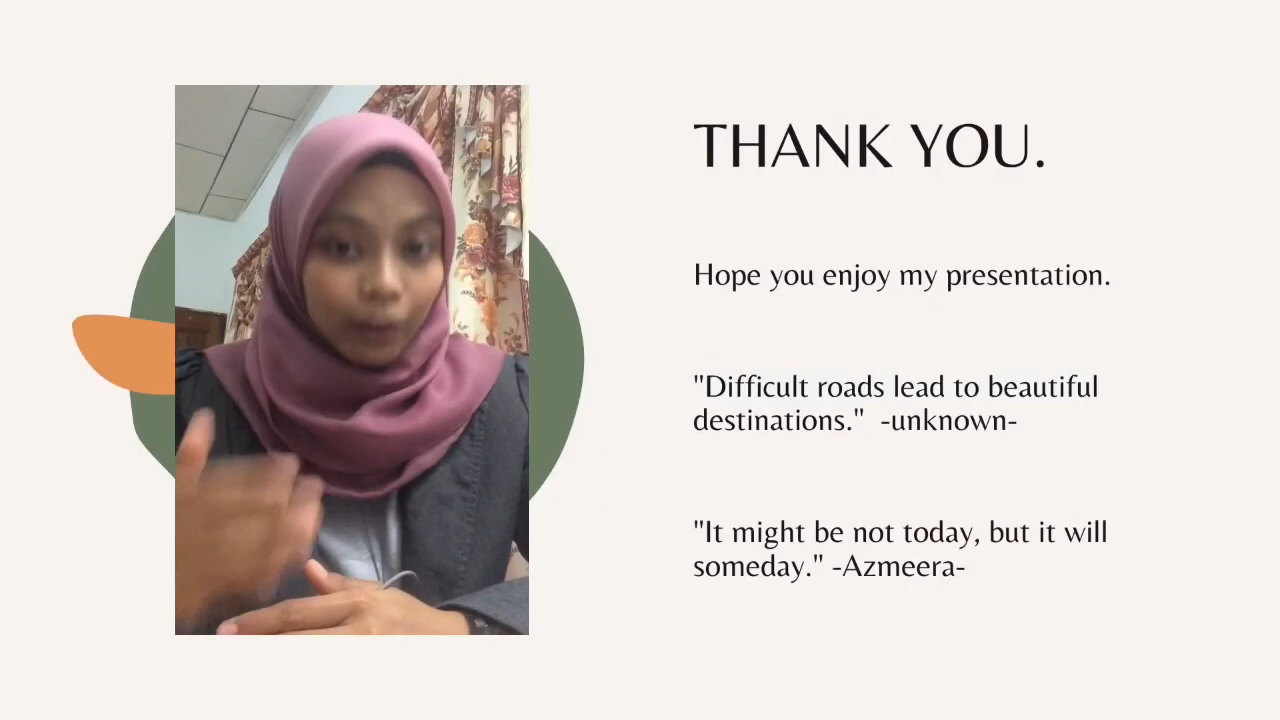 THANK YOU.
Hope you enjoy my presentation.
"Difficult roads lead to beautiful
destinations."  -unknown-
"It might be not today, but it will
someday." -Azmeera-